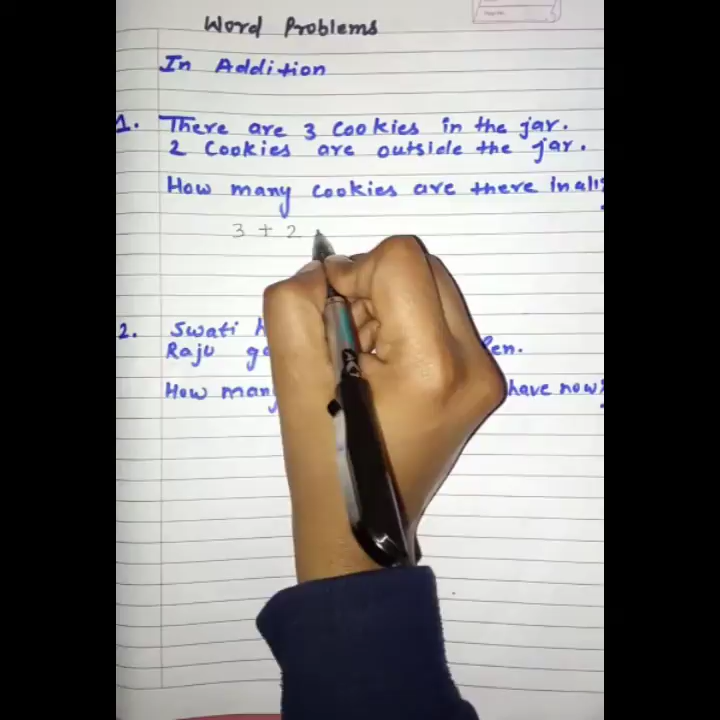 Word Problems
In Addition
1. There are 3 Cookies in the jar.
2 Cookies are outside the jar.
How many cookies are there in all?
3 + 2
2. Swati
Raju
How have now?